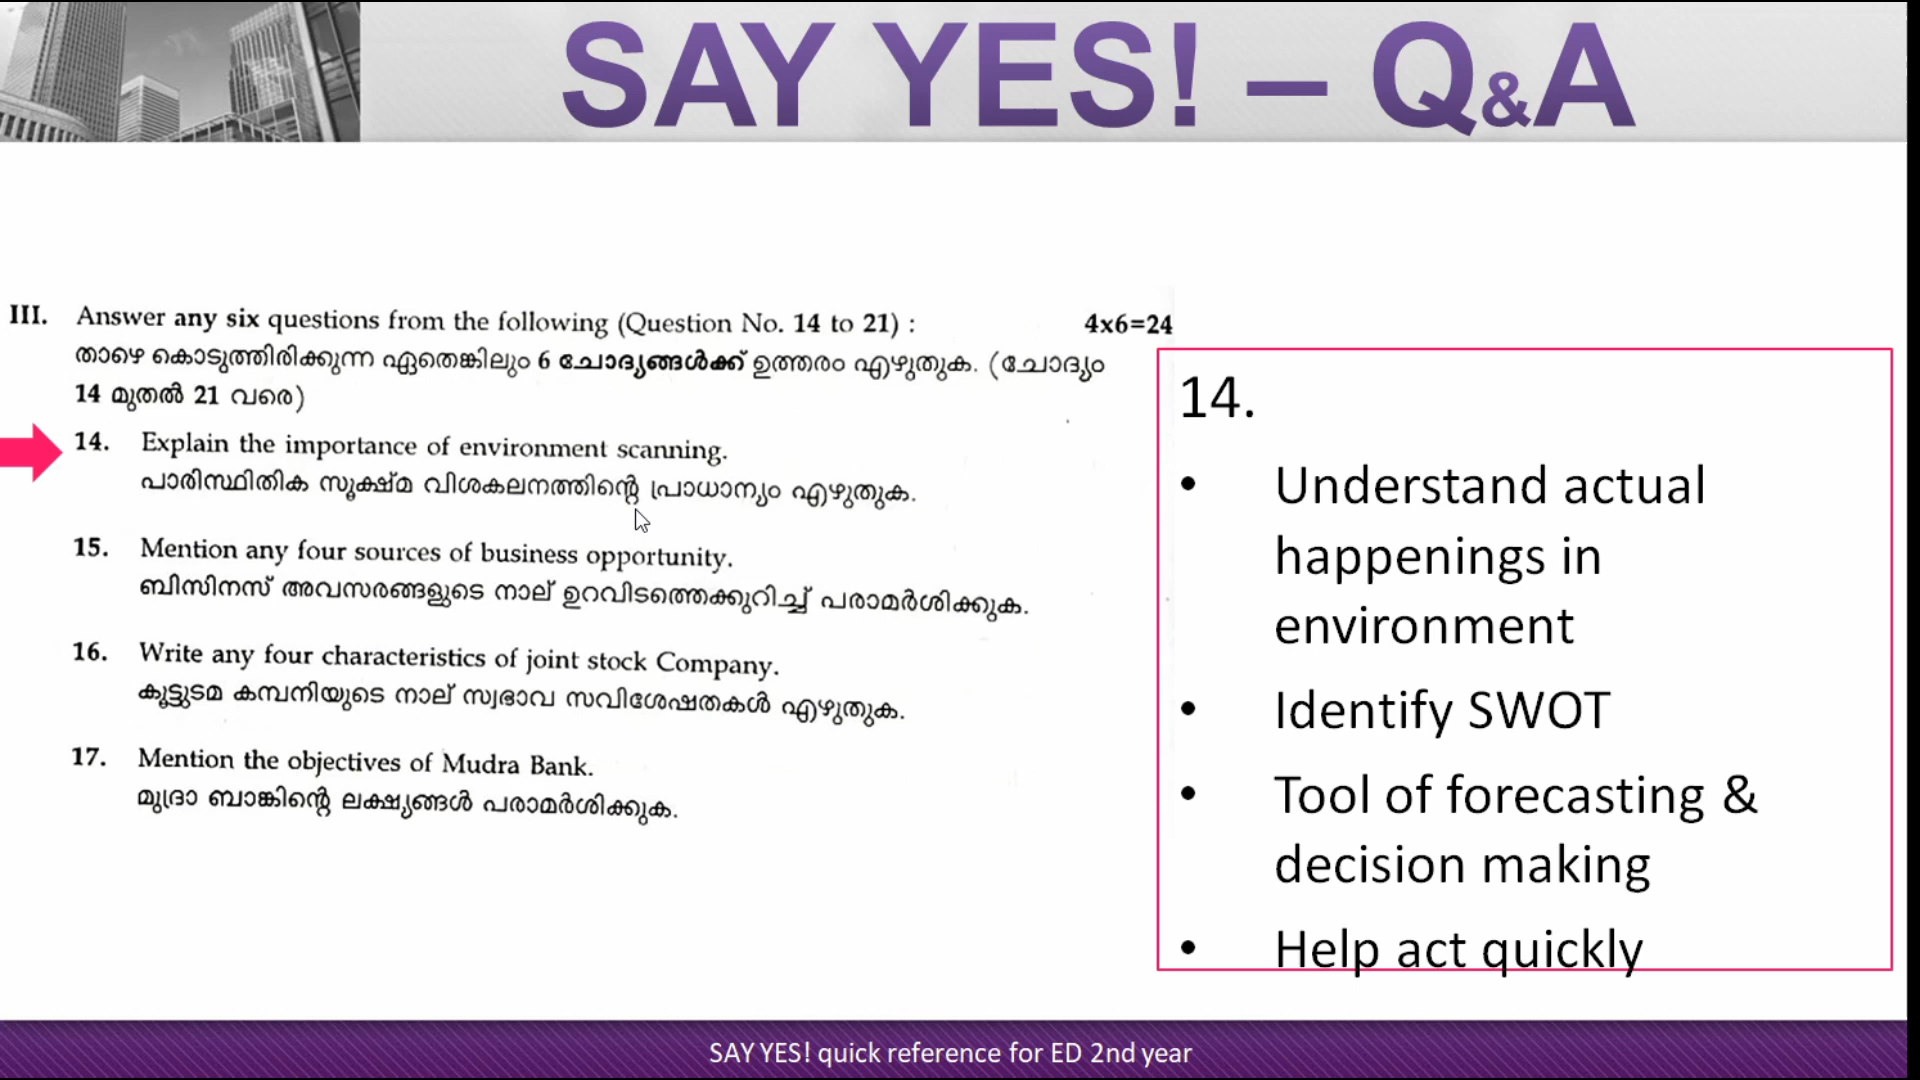 SAY YES! – Q&A
III. Answer any six questions from the following (Question No. 14 to 21) : 4x6=24
താഴെ കൊടുത്തിരിക്കുന്ന ഏതെങ്കിലും 6 ചോദ്യങ്ങൾക്ക് ഉത്തരം എഴുതുക. (ചോദ്യം
14 മുതൽ 21 വരെ)
14. Explain the importance of environment scanning.
പാരിസ്ഥിതിക സൂക്ഷ്മ വിശകലനത്തിന്റെ പ്രാധാന്യം എഴുതുക.
15. Mention any four sources of business opportunity.
ബിസിനസ് അവസരങ്ങളുടെ നാല് ഉറവിടത്തെക്കുറിച്ച് പരാമർശിക്കുക.
16. Write any four characteristics of joint stock Company.
കൂട്ടുടമ കമ്പനിയുടെ നാല് സ്വഭാവ സവിശേഷതകൾ എഴുതുക.
17. Mention the objectives of Mudra Bank.
മുദ്രാ ബാങ്കിന്റെ ലക്ഷ്യങ്ങൾ പരാമർശിക്കുക.
14.
• Understand actual
happenings in
environment
• Identify SWOT
• Tool of forecasting &
decision making
• Help act quickly
SAY YES! quick reference for ED 2nd year